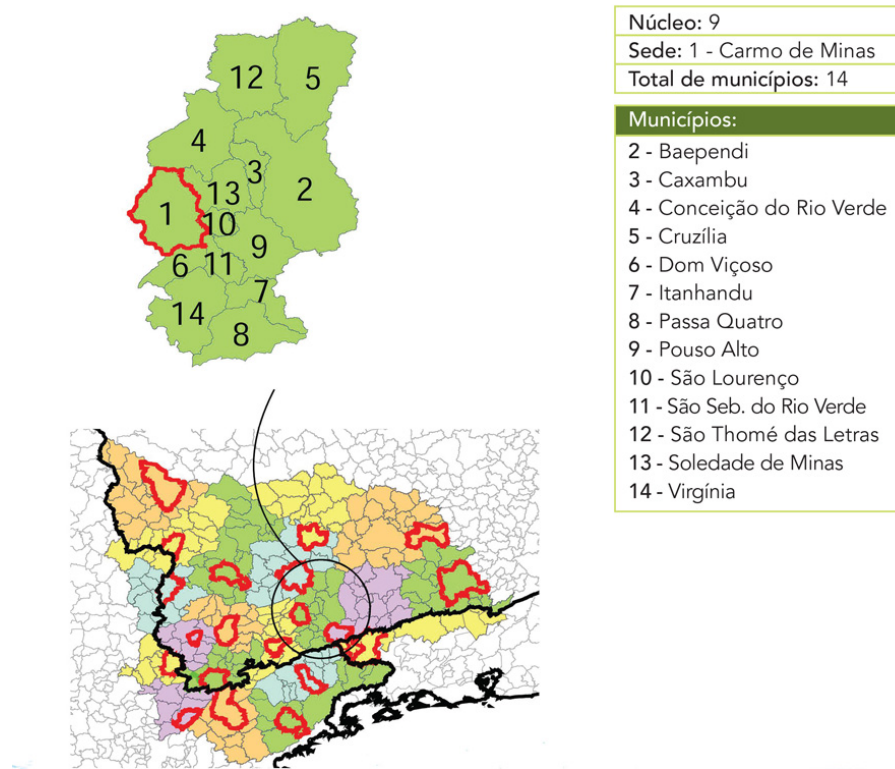 12
5
4
3
13
2
1
10
9
6
11
7
14
8
Núcleo: 9
Sede: 1 - Carmo de Minas
Total de municípios: 14
Municípios:
2 - Baependi
3 - Caxambu
4 - Conceição do Rio Verde
5 - Cruzília
6 - Dom Viçoso
7 - Itanhandu
8 - Passa Quatro
9 - Pouso Alto
10 - São Lourenço
11 - São Seb. do Rio Verde
12 - São Thomé das Letras
13 - Soledade de Minas
14 - Virgínia